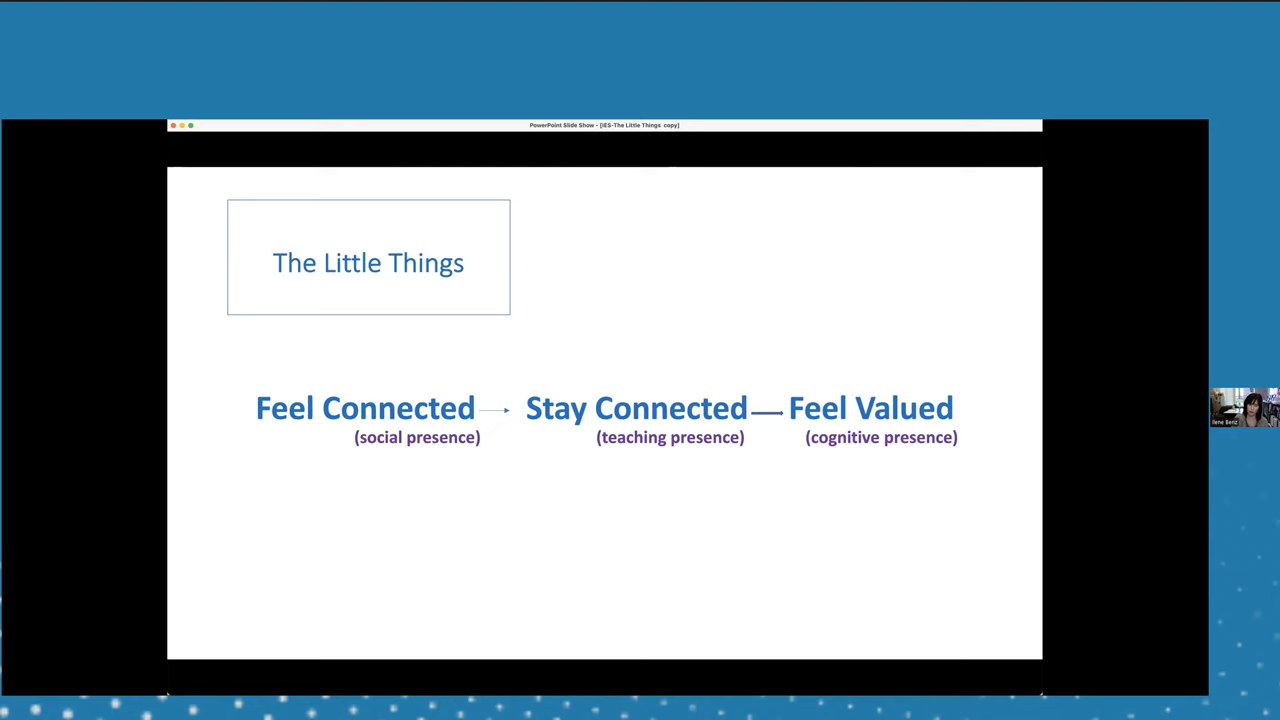 PowerPoint Slide Show - [IES-The Little Things copy]
The Little Things
Feel Connected Stay Connected Feel Valued
(social presence) (teaching presence) (cognitive presence)
Ilene Benz